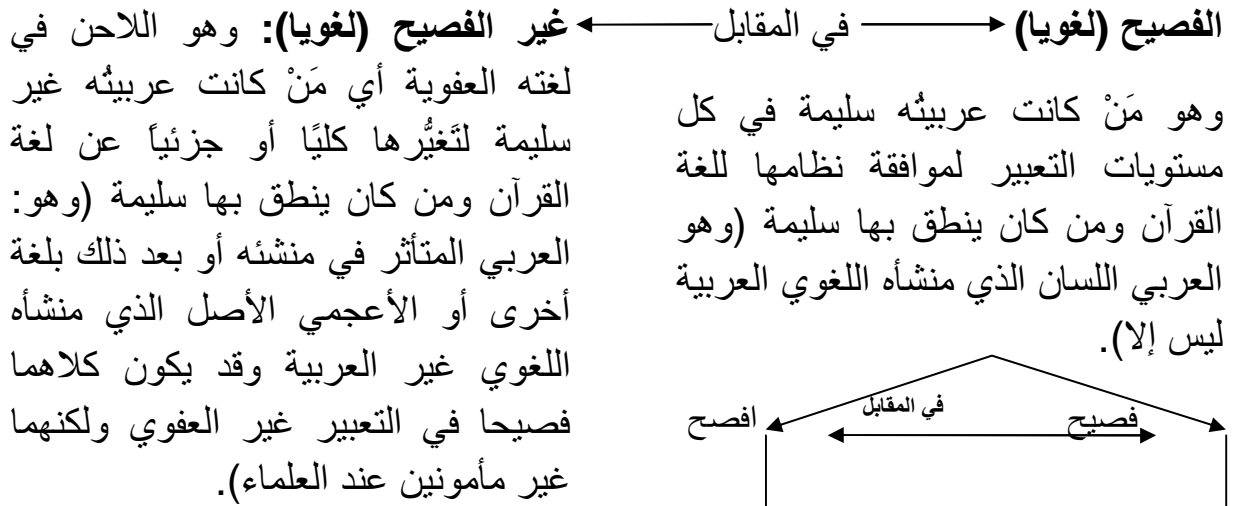 الفصيح (لغويا) في المقابل غير الفصيح (لغويا): وهو اللاحن في
وهو مَنْ كانت عربيتُه سليمة في كل
مستويات التعبير لموافقة نظامها للغة
القرآن ومن كان ينطق بها سليمة (وهو
العربي اللسان الذي منشأه اللغوي العربية
ليس إلا).
فصيح في المقابل افصح
لغته العفوية أي مَنْ كانت عربيتُه غير
سليمة لتَغيُّرها كليًا أو جزئياً عن لغة
القرآن ومن كان ينطق بها سليمة (وهو:
العربي المتأثر في منشئه أو بعد ذلك بلغة
أخرى أو الأعجمي الأصل الذي منشأه
اللغوي غير العربية وقد يكون كلاهما
فصيحا في التعبير غير العفوي ولكنهما
غير مأمونين عند العلماء).